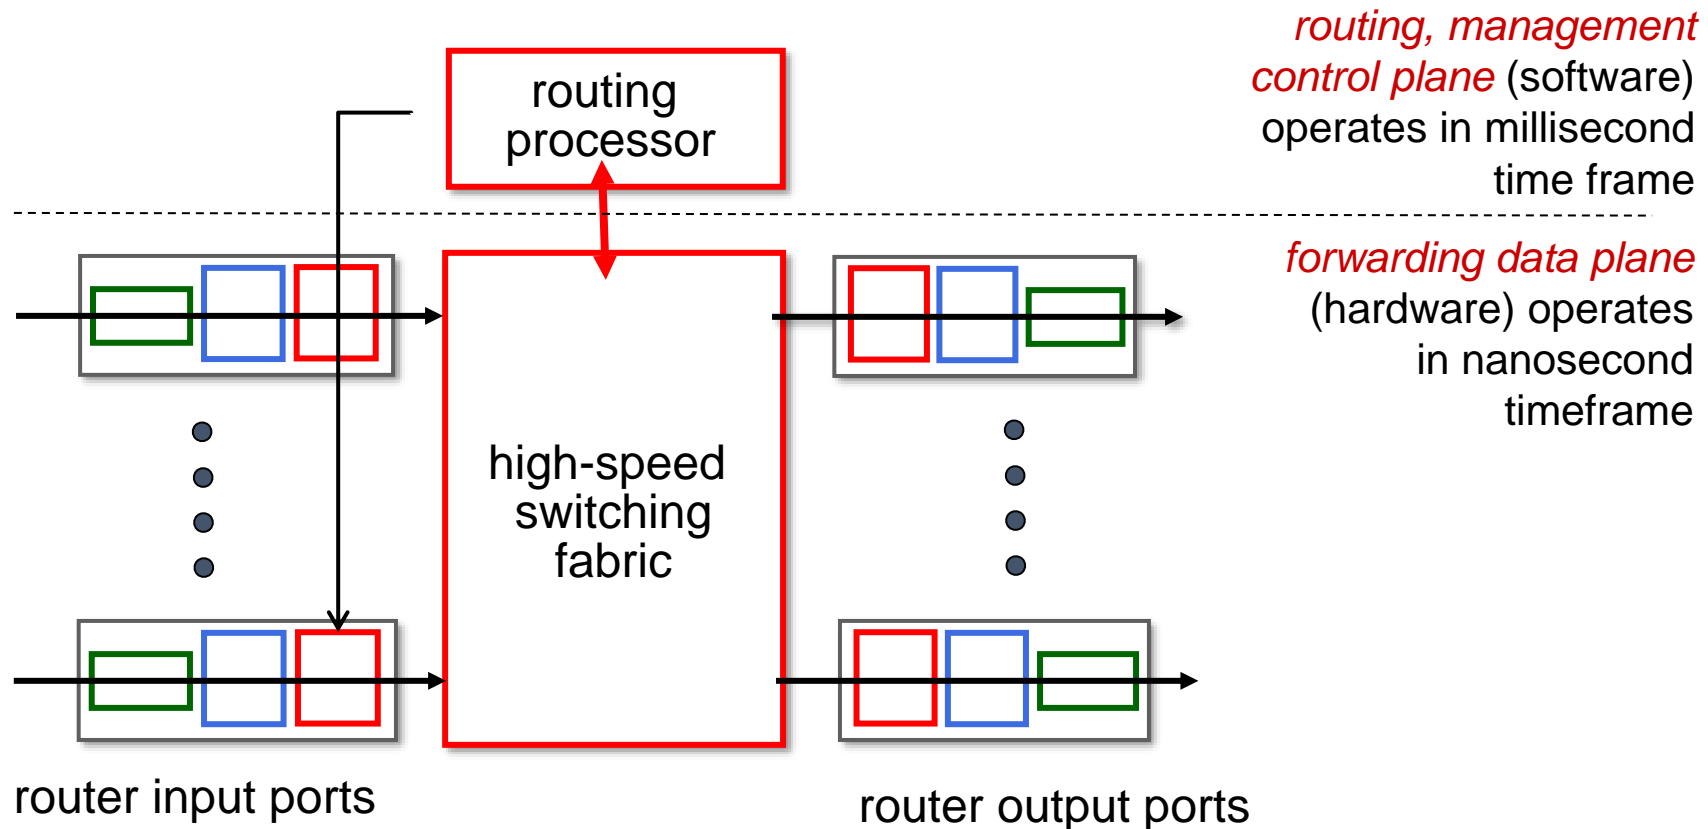 routing, management
control plane (software)
operates in millisecond
time frame
routing
processor
forwarding data plane
(hardware) operates
in nanosecond
timeframe
high-speed
switching
fabric
router input ports
router output ports